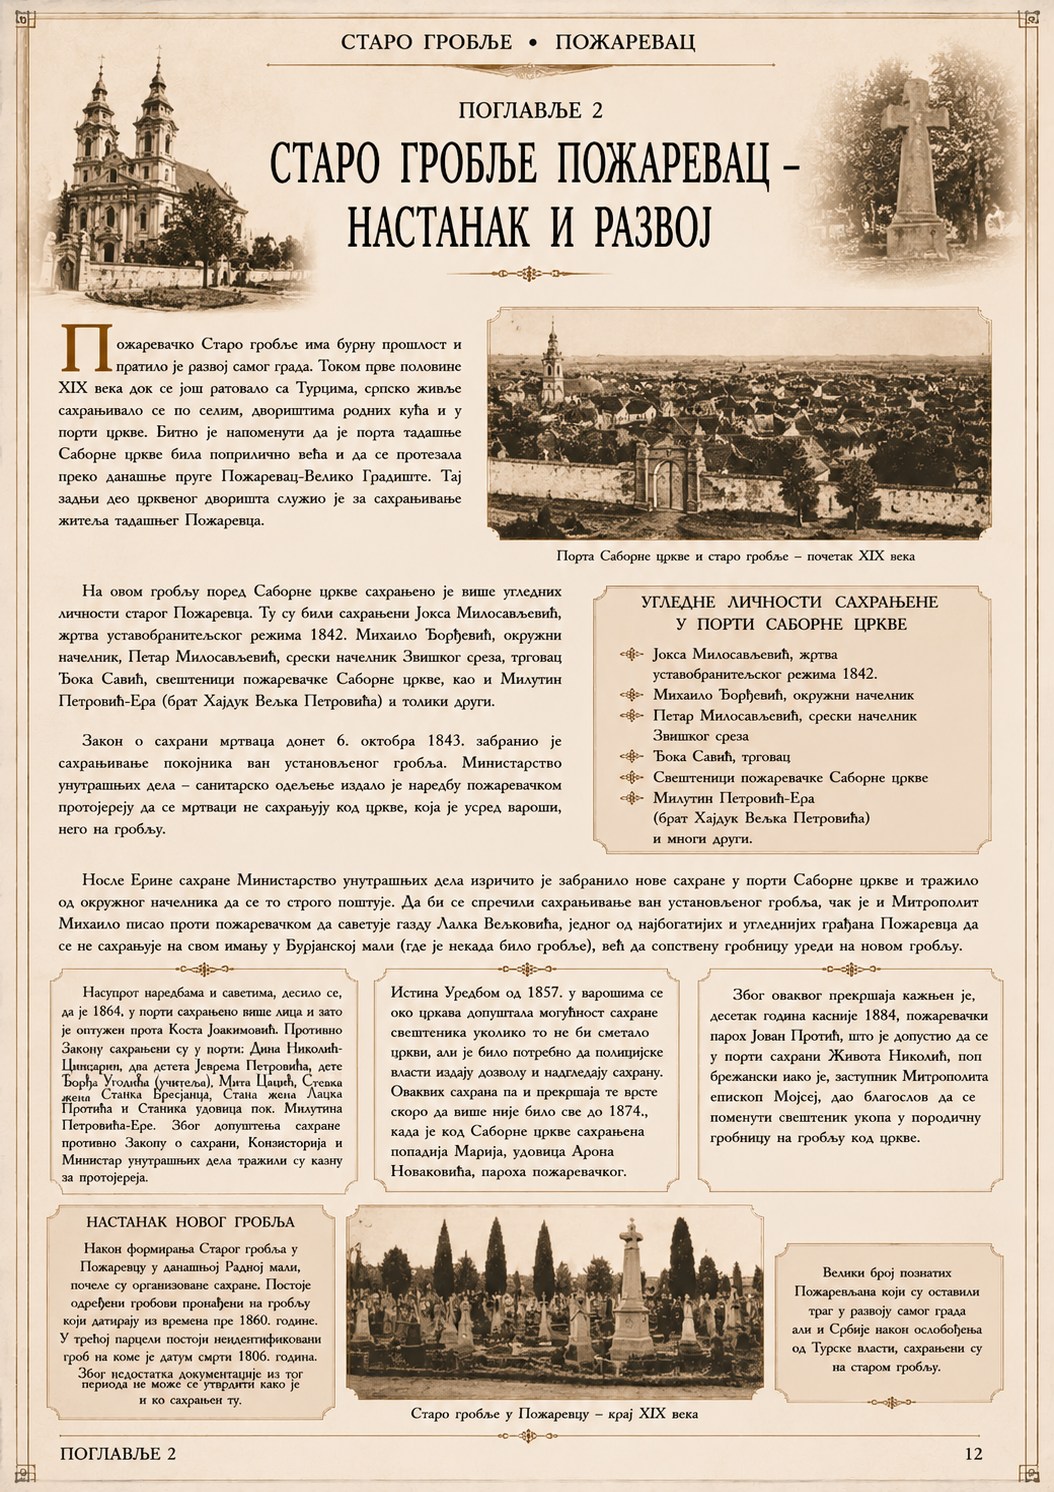 СТАРО ГРОБЉЕ • ПОЖАРЕВАЦ
ПОГЛАВЉЕ 2
СТАРО ГРОБЉЕ ПОЖАРЕВАЦ –
НАСТАНАК И РАЗВОЈ
Пожаревачко Старо гробље има бурну прошлост и
пратило је развој самог града. Током прве половине
XIX века док се још ратовало са Турцима, српско живље
сахрањивало се по селим, двориштима родних кућа и у
порти цркве. Битно је напоменути да је порта тадашње
Саборне цркве била поприлично већа и да се протезала
преко данашње пруге Пожаревац-Велико Градиште. Тај
задњи део црквеног дворишта служио је за сахрањивање
житеља тадашњег Пожаревца.
Порта Саборне цркве и старо гробље – почетак XIX века
На овом гробљу поред Саборне цркве сахрањено је више угледних
личности старог Пожаревца. Ту су били сахрањени Јокса Милосављевић,
жртва уставобранитељског режима 1842. Михаило Ђорђевић, окружни
начелник, Петар Милосављевић, срески начелник Звишког среза, трговац
Ђока Савић, свештеници пожаревачке Саборне цркве, као и Милутин
Петровић-Ера (брат Хајдук Вељка Петровића) и толики други.
Закон о сахрани мртваца донет 6. октобра 1843. забранио је
сахрањивање покојника ван установљеног гробља. Министарство
унутрашњих дела – санитарско одељење издало је наредбу пожаревачком
протојереју да се мртваци не сахрањују код цркве, која је усред вароши,
него на гробљу.
УГЛЕДНЕ ЛИЧНОСТИ САХРАЊЕНЕ
У ПОРТИ САБОРНЕ ЦРКВЕ
Јокса Милосављевић, жртва
уставобранитељског режима 1842.
Михаило Ђорђевић, окружни начелник
Петар Милосављевић, срески начелник
Звишког среза
Ђока Савић, трговац
Свештеници пожаревачке Саборне цркве
Милутин Петровић-Ера
(брат Хајдук Вељка Петровића)
и многи други.
Носле Ерине сахране Министарство унутрашњих дела изричито је забранило нове сахране у порти Саборне цркве и тражило
од окружног начелника да се то строго поштује. Да би се спречили сахрањивање ван установљеног гробља, чак је и Митрополит
Михаило писао проти пожаревачком да саветује газду Лалка Вељковића, једног од најбогатијих и угледнијих грађана Пожаревца да
се не сахрањује на свом имању у Бурјанској мали (где је некада било гробље), већ да сопствену гробницу уреди на новом гробљу.
Насупрот наредбама и саветима, десило се,
да је 1864, у порти сахрањено више лица и зато
је оптужен прота Коста Јоакимовић. Противно
Закону сахрањени су у порти: Дина Николић-
Цинцарин, два детета Јеврема Петровића, дете
Ђорђа (учитеља), Мита Цацић,
жена Станка Бресјанца, Стана жена Лацка
Протића и Станика удовица пок. Милутина
Петровића-Ере. Због допуштења сахране
противно Закопу о сахрани, Конзисторија и
Министар унутрашњих дела тражили су казну
за протојереја.
Истина Уредбом од 1857. у варошима се
око цркава допуштала могућност сахране
свештеника уколико то не би сметало
цркви, али је било потребно да полицијске
власти издају дозволу и надгледају сахрану.
Оваквих сахрана па и прекршаја те врсте
скоро да више није било све до 1874.,
када је код Саборне цркве сахрањена
попадија Марија, удовица Арона
Новаковића, пароха пожаревачког.
Због оваквог прекршаја кажњен је,
десетак година касније 1884, пожаревачки
парох Јован Протић, што је допустио да се
у порти сахрани Живота Николић, поп
брежански иако је, заступник Митрополита
епископ Мојсеј, дао благослов да се
поменути свештеник укопа у породичну
гробницу на гробљу код цркве.
НАСТАНАК НОВОГ ГРОБЉА
Након формирања Старог гробља у
Пожаревцу у данашњој Радној мали,
почеле су организоване сахране. Постоје
одређени гробови пронађени на гробљу
који датирају из времена пре 1860. године.
У трећој парцели постоји неидентификовани
гроб на коме је датум смрти 1806. година.
Због недостатка документације из тог
периода не може се утврдити како је
и ко сахрањен ту.
Старо гробље у Пожаревцу – крај XIX века
Велики број познатих
Пожаревљана који су оставили
траг у развоју самог града
али и Србије након ослобођења
од Турске власти, сахрањени су
на старом гробљу.
ПОГЛАВЉЕ 2
12